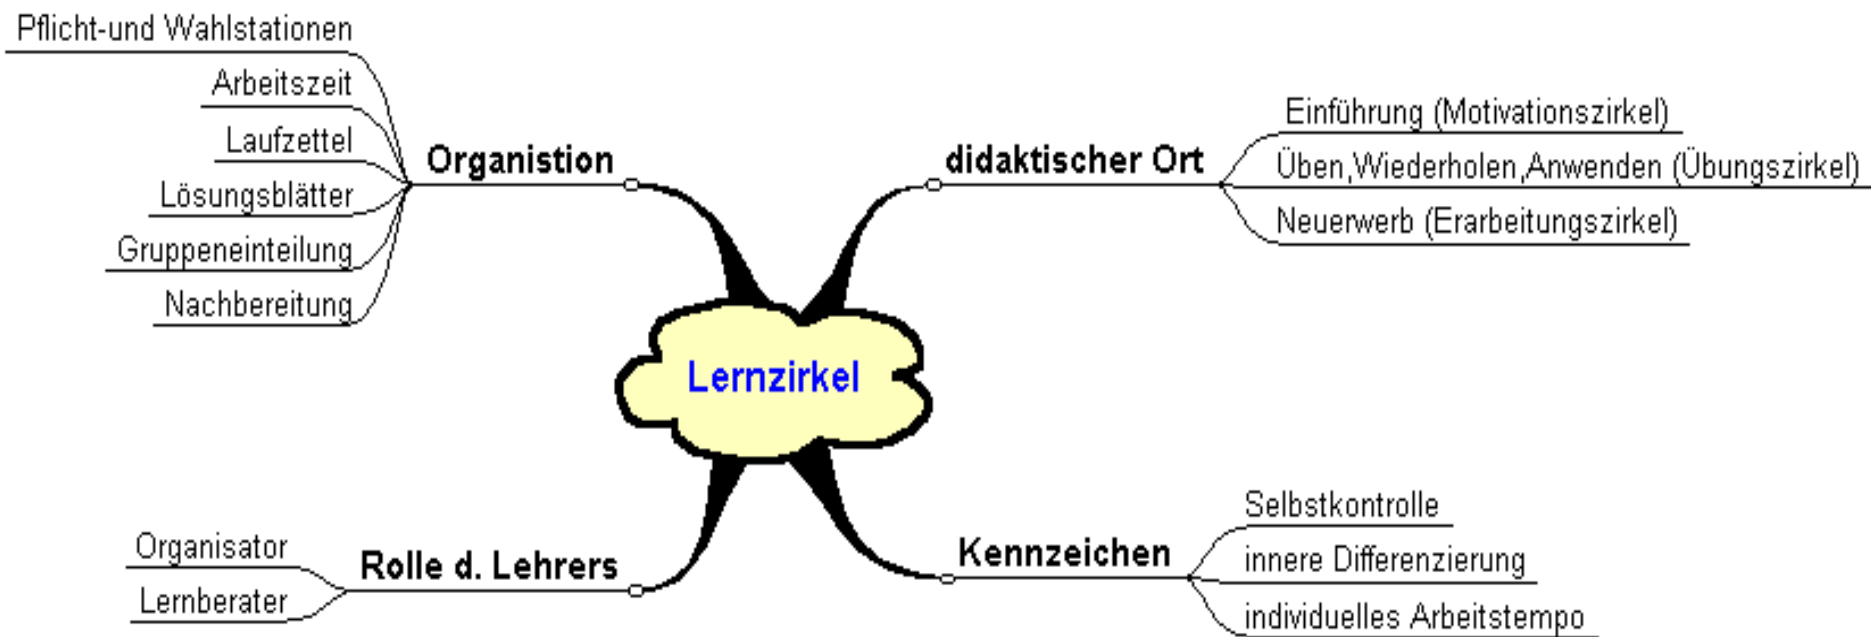 Pflicht-und Wahlstationen
Arbeitszeit
Laufzettel
Lösungsblätter
Gruppeneinteilung
Nachbereitung
Organistion
didaktischer Ort
Einführung (Motivationszirkel)
Üben,Wiederholen,Anwenden (Übungszirkel)
Neuerwerb (Erarbeitungszirkel)
Lernzirkel
Organisator
Lernberater
Rolle d. Lehrers
Kennzeichen
Selbstkontrolle
innere Differenzierung
individuelles Arbeitstempo